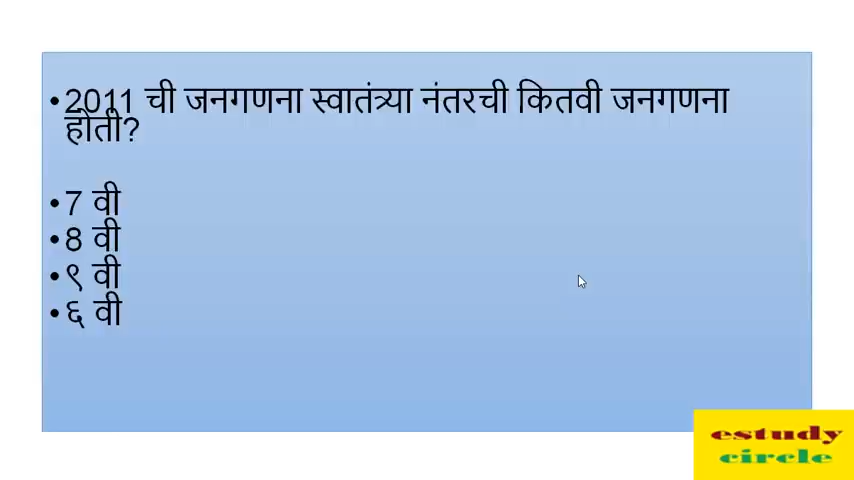 •2011 ची जनगणना स्वातंत्र्या नंतरची कितवी जनगणना
होती?
•7 वी
•8 वी
•९ वी
•६ वी
estudy
circle